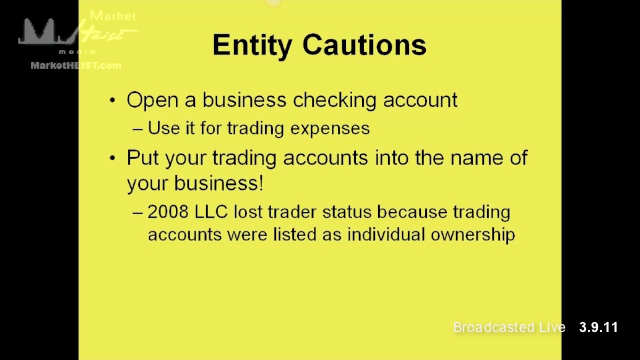 Market
Heist
media
MarketHEIST.com
Entity Cautions
• Open a business checking account
– Use it for trading expenses
• Put your trading accounts into the name of
your business!
– 2008 LLC lost trader status because trading
accounts were listed as individual ownership
Broadcasted Live 3.9.11